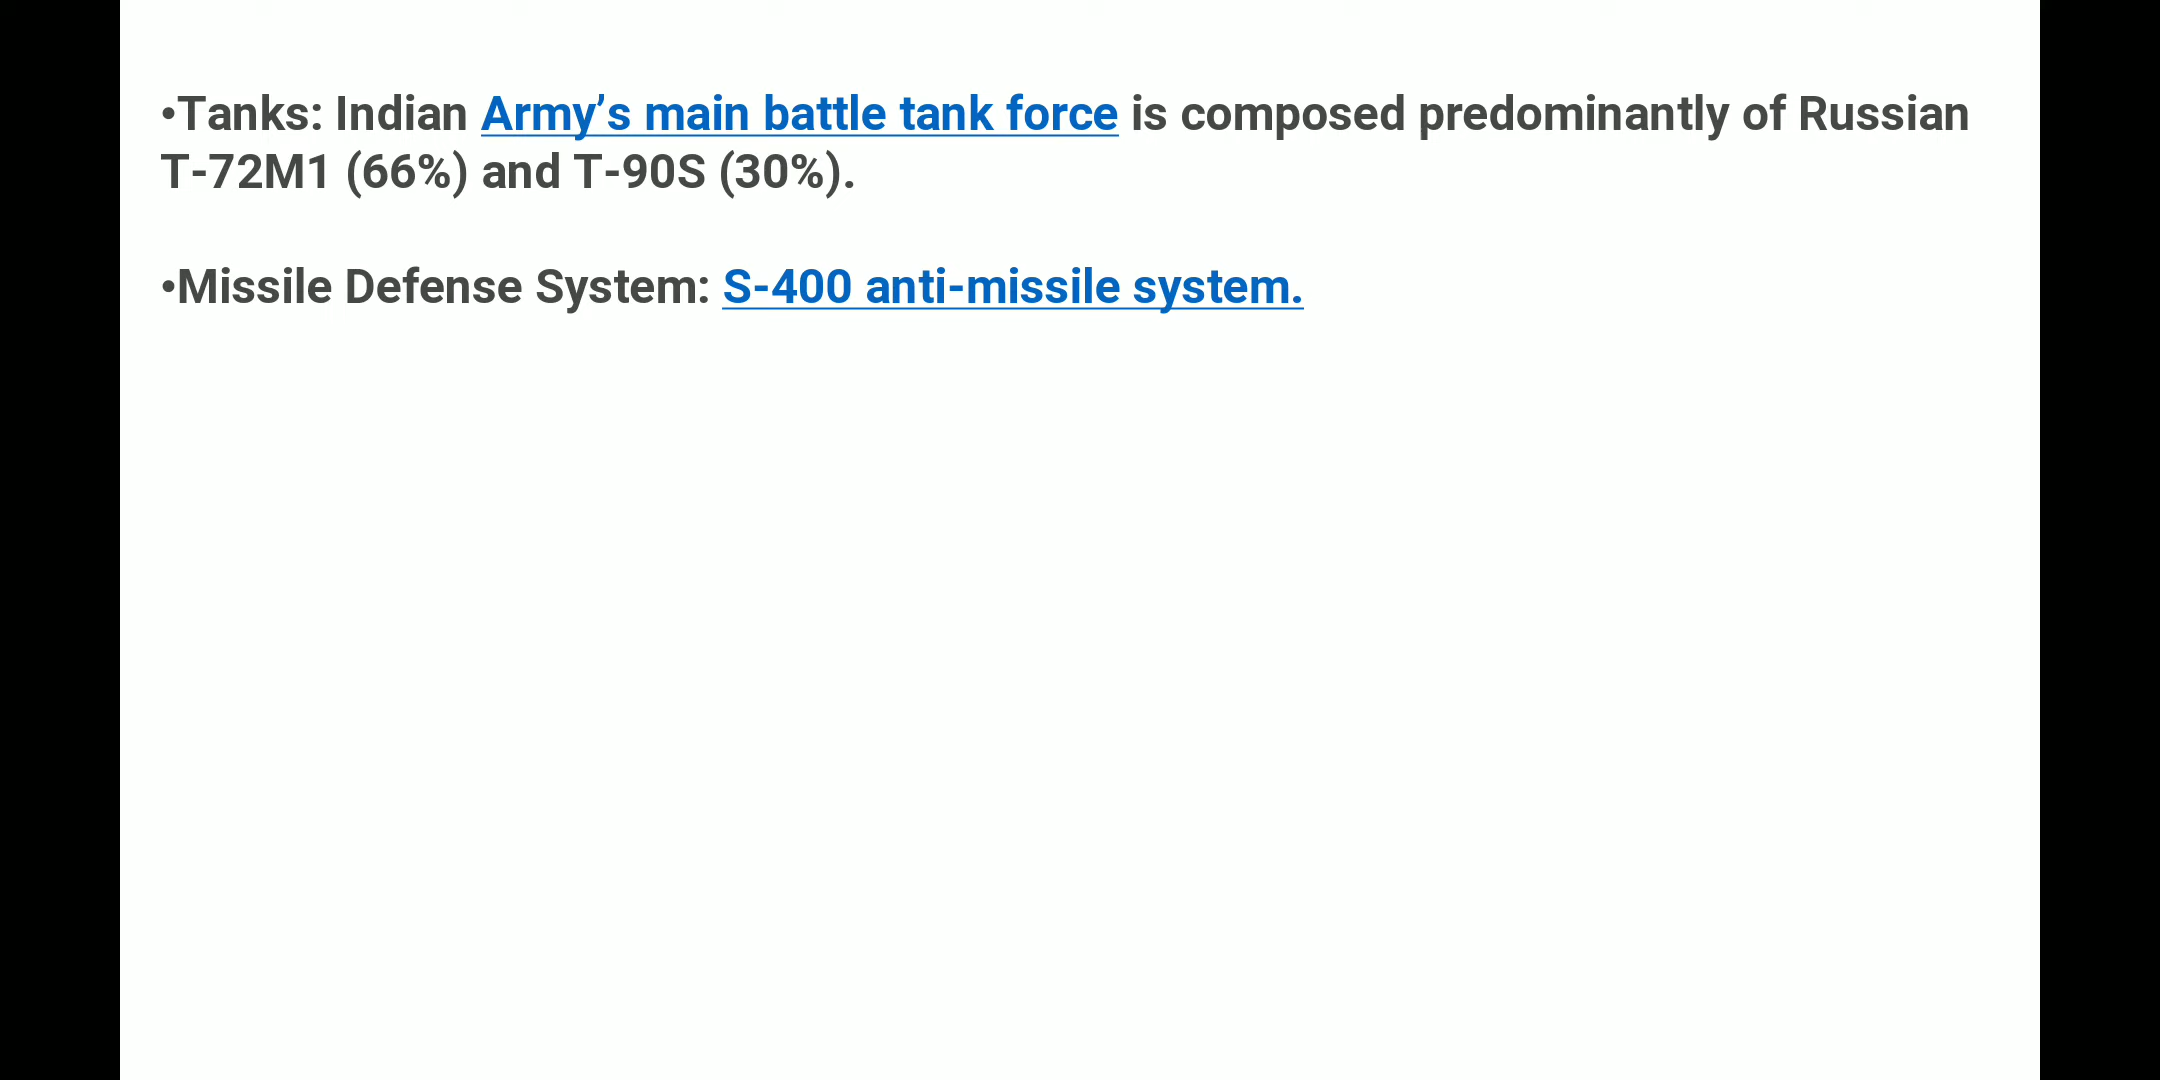 •Tanks: Indian Army’s main battle tank force is composed predominantly of Russian
T-72M1 (66%) and T-90S (30%).
•Missile Defense System: S-400 anti-missile system.